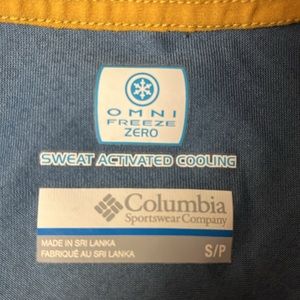 OMNI
FREEZE
ZERO
SWEAT ACTIVATED COOLING
Columbia
Sportswear Company
MADE IN SRI LANKA
FABRIQUÉ AU SRI LANKA
S/P